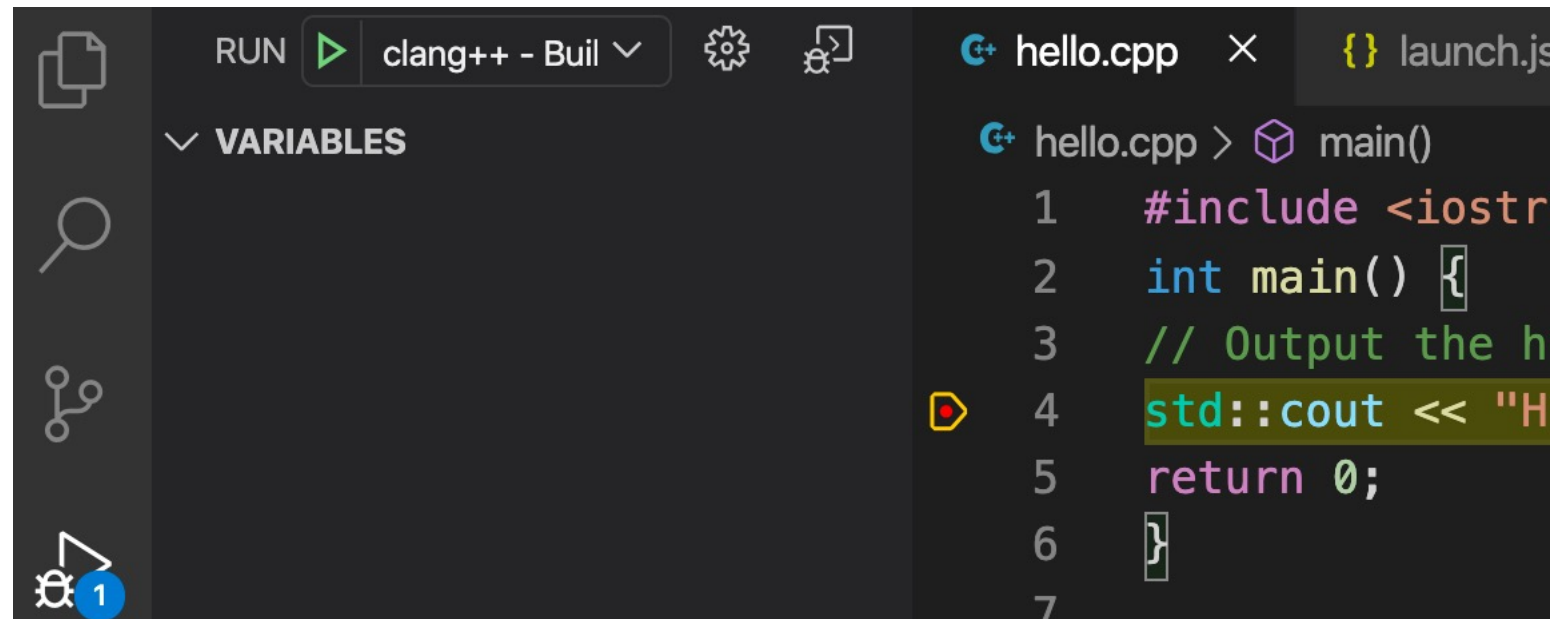 RUN clang++ - Buil
hello.cpp
{} launch.js
VARIABLES
hello.cpp > main()
1 #include <iostr
2 int main() {
3 // Output the h
4 std::cout << "H
5 return 0;
6 }
7
1